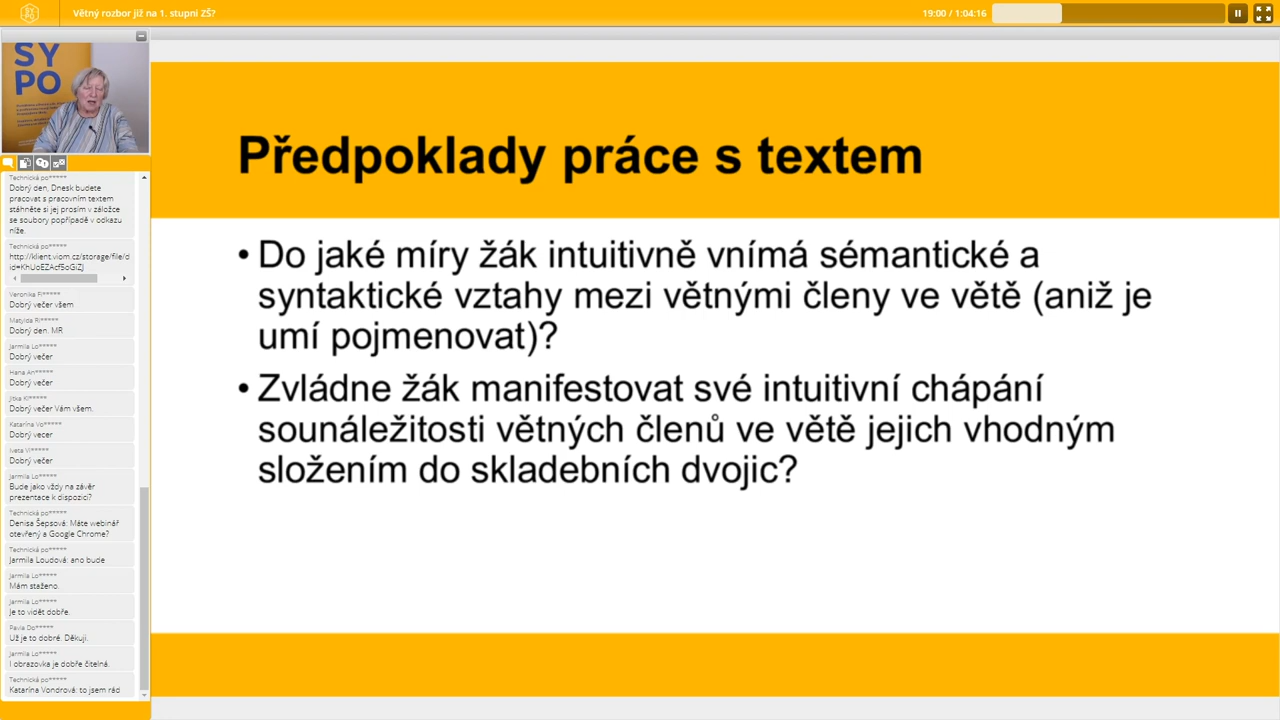 Větný rozbor již na 1. stupni ZŠ?
19:00 / 1:04:16
SY
PO
Předpoklady práce s textem
• Do jaké míry žák intuitivně vnímá sémantické a
syntaktické vztahy mezi větnými členy ve větě (aniž je
umí pojmenovat)?
• Zvládne žák manifestovat své intuitivní chápání
sounáležitosti větných členů ve větě jejich vhodným
složením do skladebních dvojic?
Technická po*****
Dobrý den, Dnesk budete
pracovat s pracovním textem
stáhněte si jej prosím v záložce
se soubory popřípadě v odkazu
níže.
Technická po*****
http://klient.viom.cz/storage/file/d
id=KhUoEZAcf5oGiZj
Veronika Fi*****
Dobrý večer všem
Matylda Ri*****
Dobrý den. MR
Jarmila Lo*****
Dobrý večer
Hana An*****
Dobrý večer
Jitka Kl*****
Dobrý večer Vám všem.
Katarína Vo*****
Dobrý vecer
Iveta Vl*****
Dobrý večer
Jarmila Lo*****
Bude jako vždy na závěr
prezentace k dispozici?
Technická po*****
Denisa Šepsová: Máte webinář
otevřený a Google Chrome?
Technická po*****
Jarmila Loudová: ano bude
Jarmila Lo*****
Mám staženo.
Jarmila Lo*****
Je to vidět dobře.
Pavla Do*****
Už je to dobré. Děkuji.
Jarmila Lo*****
I obrazovka je dobře čitelná.
Technická po*****
Katarína Vondrová: to jsem rád